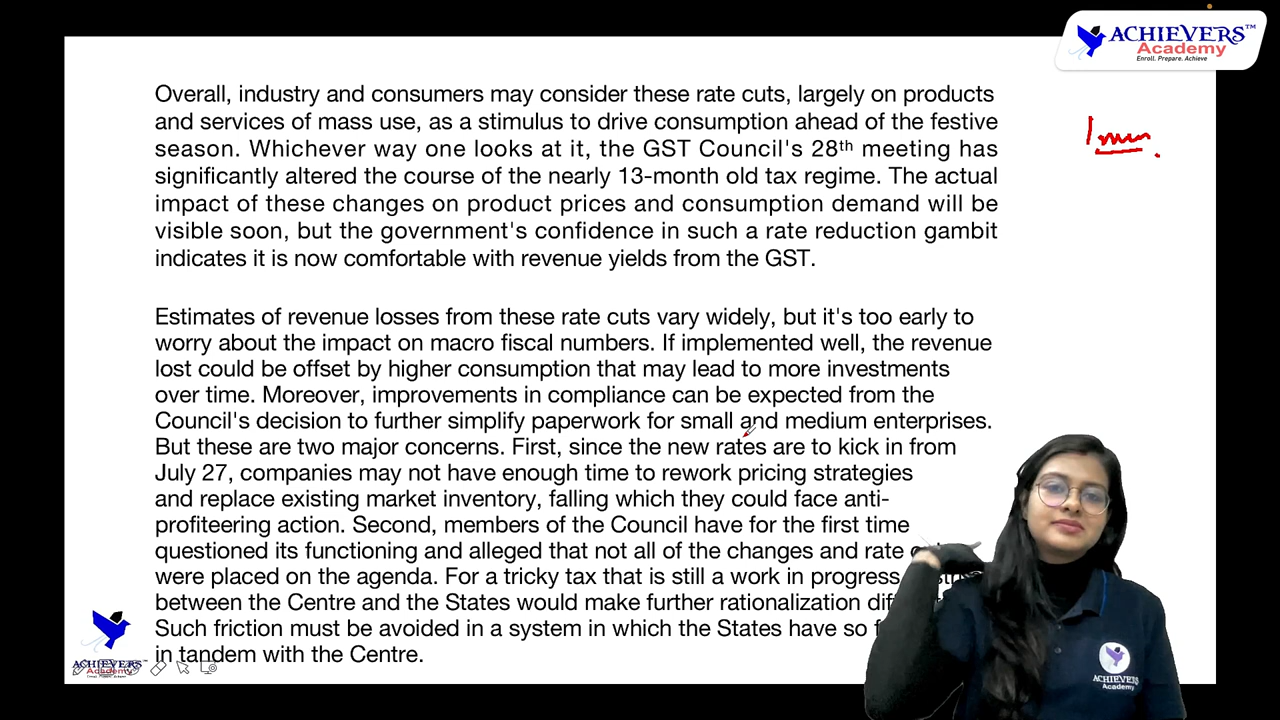 ACHIEVERS™
Academy
Enroll. Prepare. Achieve
1 min
Overall, industry and consumers may consider these rate cuts, largely on products
and services of mass use, as a stimulus to drive consumption ahead of the festive
season. Whichever way one looks at it, the GST Council's 28th meeting has
significantly altered the course of the nearly 13-month old tax regime. The actual
impact of these changes on product prices and consumption demand will be
visible soon, but the government's confidence in such a rate reduction gambit
indicates it is now comfortable with revenue yields from the GST.
Estimates of revenue losses from these rate cuts vary widely, but it's too early to
worry about the impact on macro fiscal numbers. If implemented well, the revenue
lost could be offset by higher consumption that may lead to more investments
over time. Moreover, improvements in compliance can be expected from the
Council's decision to further simplify paperwork for small and medium enterprises.
But these are two major concerns. First, since the new rates are to kick in from
July 27, companies may not have enough time to rework pricing strategies
and replace existing market inventory, falling which they could face anti-
profiteering action. Second, members of the Council have for the first time
questioned its functioning and alleged that not all of the changes and rate
were placed on the agenda. For a tricky tax that is still a work in progress
between the Centre and the States would make further rationalization
Such friction must be avoided in a system in which the States have so
in tandem with the Centre.
ACHIEVERS™
Academy
ACHIEVERS
Academy